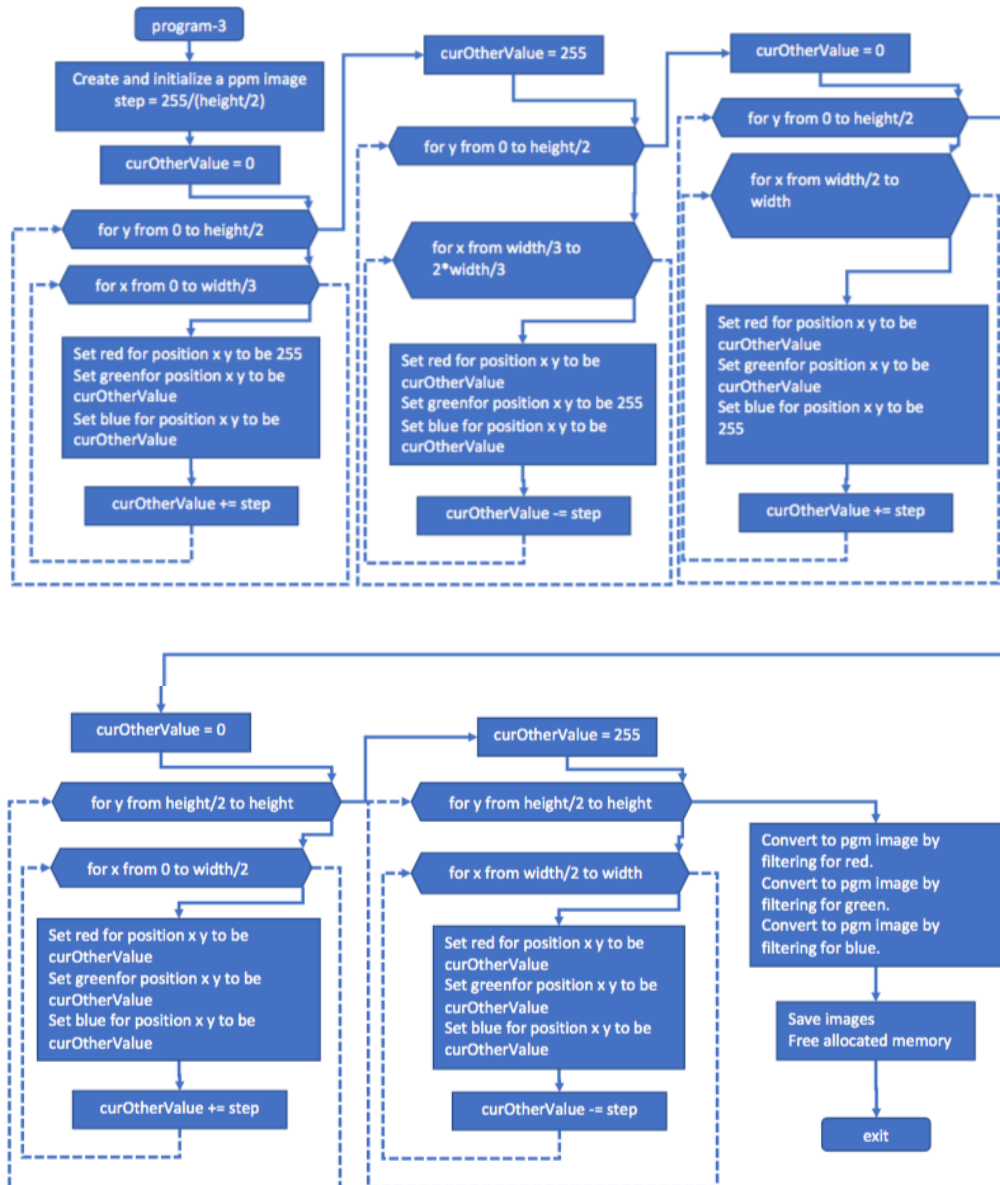 program-3
Create and initialize a ppm image
step = 255/(height/2)
curOtherValue = 0
for y from 0 to height/2
for x from 0 to width/3
Set red for position x y to be 255
Set greenfor position x y to be
curOtherValue
Set blue for position x y to be
curOtherValue
curOtherValue += step
curOtherValue = 255
for y from 0 to height/2
for x from width/3 to
2*width/3
Set red for position x y to be
curOtherValue
Set greenfor position x y to be 255
Set blue for position x y to be
curOtherValue
curOtherValue -= step
curOtherValue = 0
for y from 0 to height/2
for x from width/2 to
width
Set red for position x y to be
curOtherValue
Set greenfor position x y to be
curOtherValue
Set blue for position x y to be
255
curOtherValue += step
curOtherValue = 0
for y from height/2 to height
for x from 0 to width/2
Set red for position x y to be
curOtherValue
Set greenfor position x y to be
curOtherValue
Set blue for position x y to be
curOtherValue
curOtherValue += step
curOtherValue = 255
for y from height/2 to height
for x from width/2 to width
Set red for position x y to be
curOtherValue
Set greenfor position x y to be
curOtherValue
Set blue for position x y to be
curOtherValue
curOtherValue -= step
Convert to pgm image by
filtering for red.
Convert to pgm image by
filtering for green.
Convert to pgm image by
filtering for blue.
Save images
Free allocated memory
exit